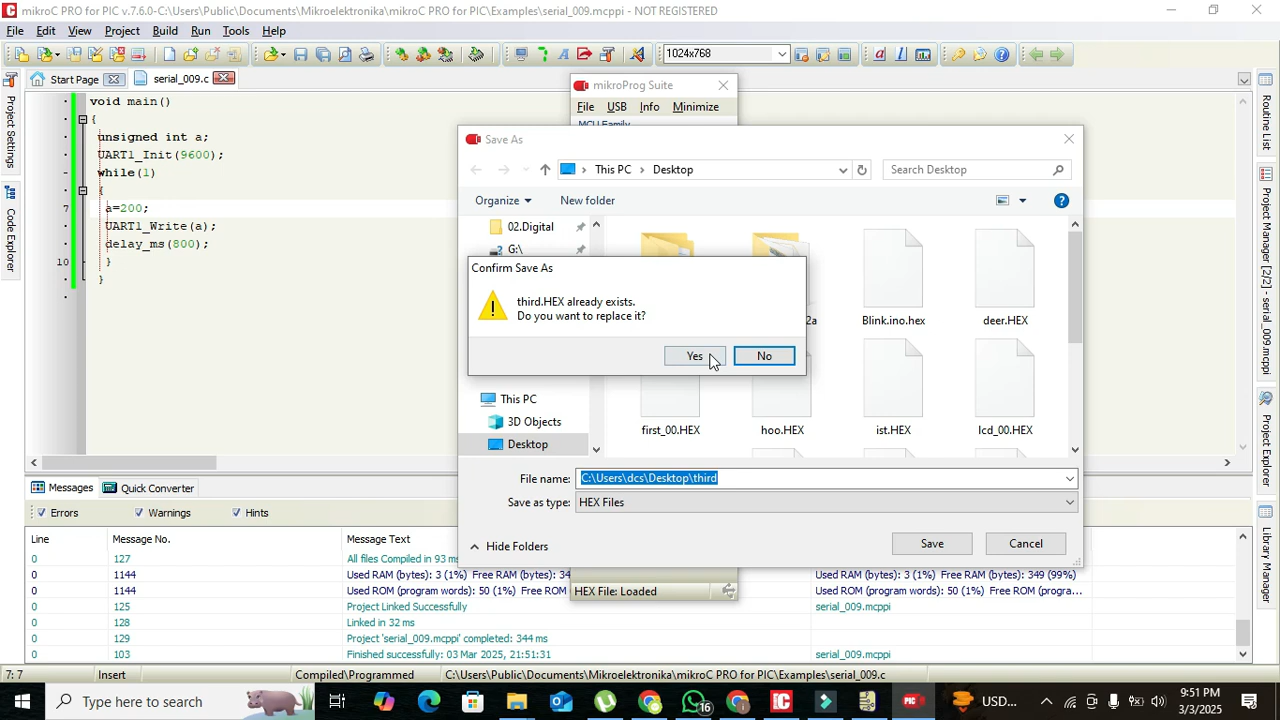 mikroC PRO for PIC v.7.6.0-C:\Users\Public\Documents\Mikroelektronika\mikroC PRO for PIC\Examples\serial_009.mcppi - NOT REGISTERED
File Edit View Project Build Run Tools Help
1024x768
Start Page
serial_009.c
void main()
{
unsigned int a;
UART1_Init(9600);
while(1)
{
7
a=200;
UART1_Write(a);
delay_ms(800);
10
}
}
Project Settings
Code Explorer
mikroProg Suite
File USB Info Minimize
MCU Family
Save As
This PC
Desktop
Search Desktop
Organize
New folder
02.Digital
G:\
Blink.ino.hex
deer.HEX
Confirm Save As
third.HEX already exists.
Do you want to replace it?
Yes
No
This PC
3D Objects
Desktop
first_00.HEX
hoo.HEX
ist.HEX
lcd_00.HEX
File name:
C:\Users\dcs\Desktop\third
Save as type:
HEX Files
Hide Folders
Save
Cancel
HEX File: Loaded
Routine List
Project Manager [2/2] - serial_009.mcppi
Project Explorer
Library Manager
Messages
Quick Converter
Errors
Warnings
Hints
Line
Message No.
Message Text
0 127 All files Compiled in 93 ms
0 1144 Used RAM (bytes): 3 (1%) Free RAM (bytes): 34 Used RAM (bytes): 3 (1%) Free RAM (bytes): 349 (99%)
0 1144 Used ROM (program words): 50 (1%) Free ROM Used ROM (program words): 50 (1%) Free ROM (progra...
0 125 Project Linked Successfully serial_009.mcppi
0 128 Linked in 32 ms
0 129 Project 'serial_009.mcppi' completed: 344 ms
0 103 Finished successfully: 03 Mar 2025, 21:51:31 serial_009.mcppi
7: 7
Insert
Compiled\Programmed
C:\Users\Public\Documents\Mikroelektronika\mikroC PRO for PIC\Examples\serial_009.c
Type here to search
16
PIC
USD...
9:51 PM
3/3/2025